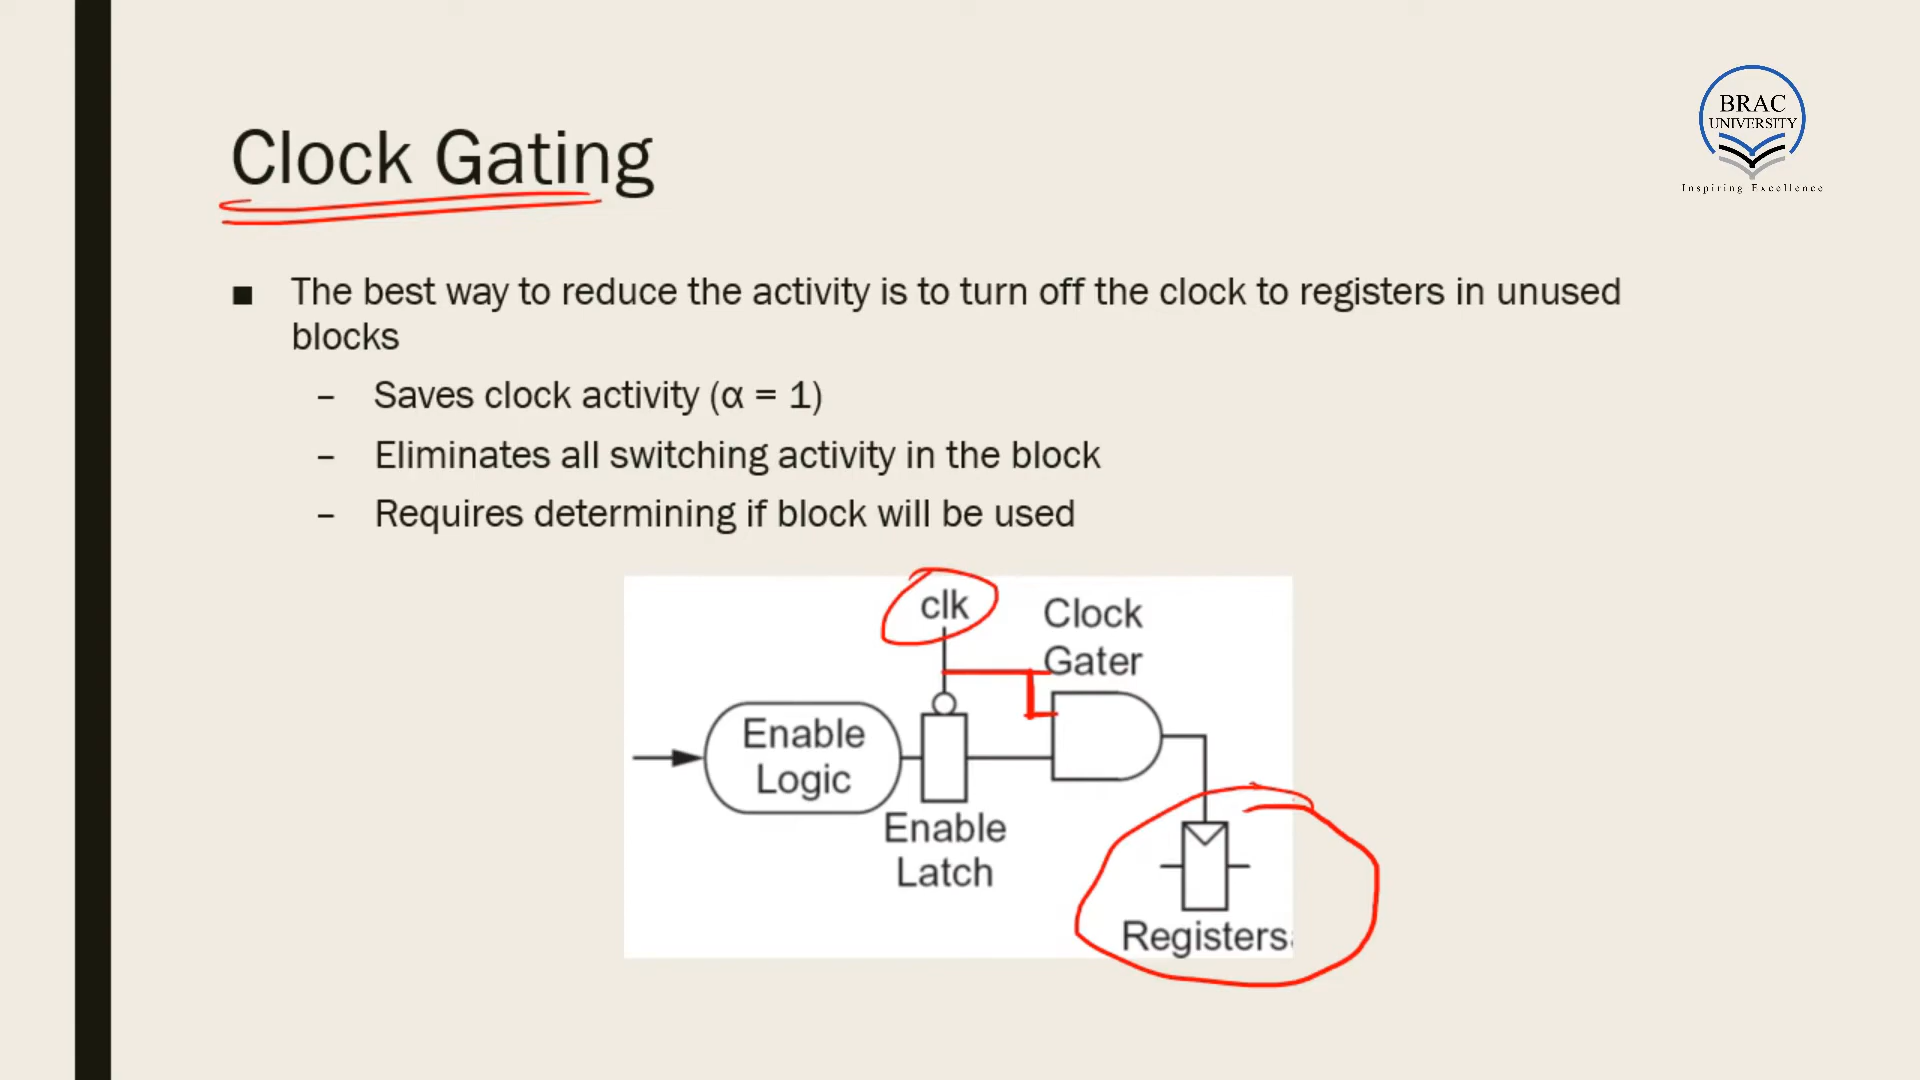 BRAC
UNIVERSITY
Inspiring Excellence
Clock Gating
■ The best way to reduce the activity is to turn off the clock to registers in unused
blocks
– Saves clock activity (α = 1)
– Eliminates all switching activity in the block
– Requires determining if block will be used
clk
Clock
Gater
Enable
Logic
Enable
Latch
Registers